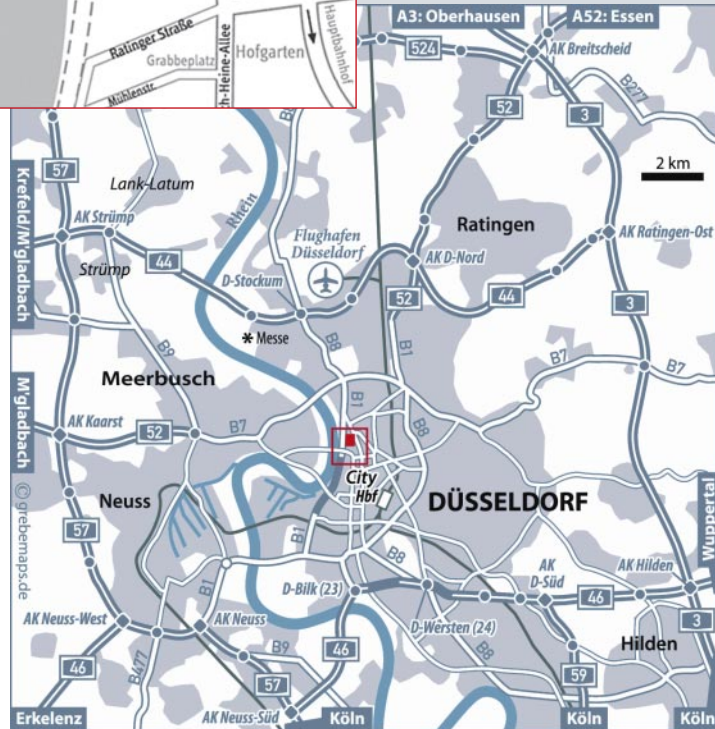 Ratinger Straße
Grabbeplatz
Mühlenstr.
h-Heine-Allee
Hofgarten
Hauptbahnhof
A3: Oberhausen
A52: Essen
524
AK Breitscheid
B277
52
3
57
2 km
Krefeld/M'gladbach
Lank-Latum
Rhein
AK Strümp
Ratingen
Flughafen
Düsseldorf
AK Ratingen-Ost
Strümp
44
D-Stockum
AK D-Nord
52
44
3
* Messe
B8
B1
B9
B7
B7
Meerbusch
M'gladbach
AK Kaarst
52
B7
B1
B8
City
Hbf
DÜSSELDORF
Neuss
© grebemaps.de
57
Wuppertal
B1
B8
AK
D-Süd
AK Hilden
D-Bilk (23)
46
B1
AK Neuss-West
AK Neuss
D-Wersten (24)
3
B477
B9
46
B8
Hilden
46
57
59
Erkelenz
AK Neuss-Süd
Köln
Köln
Köln